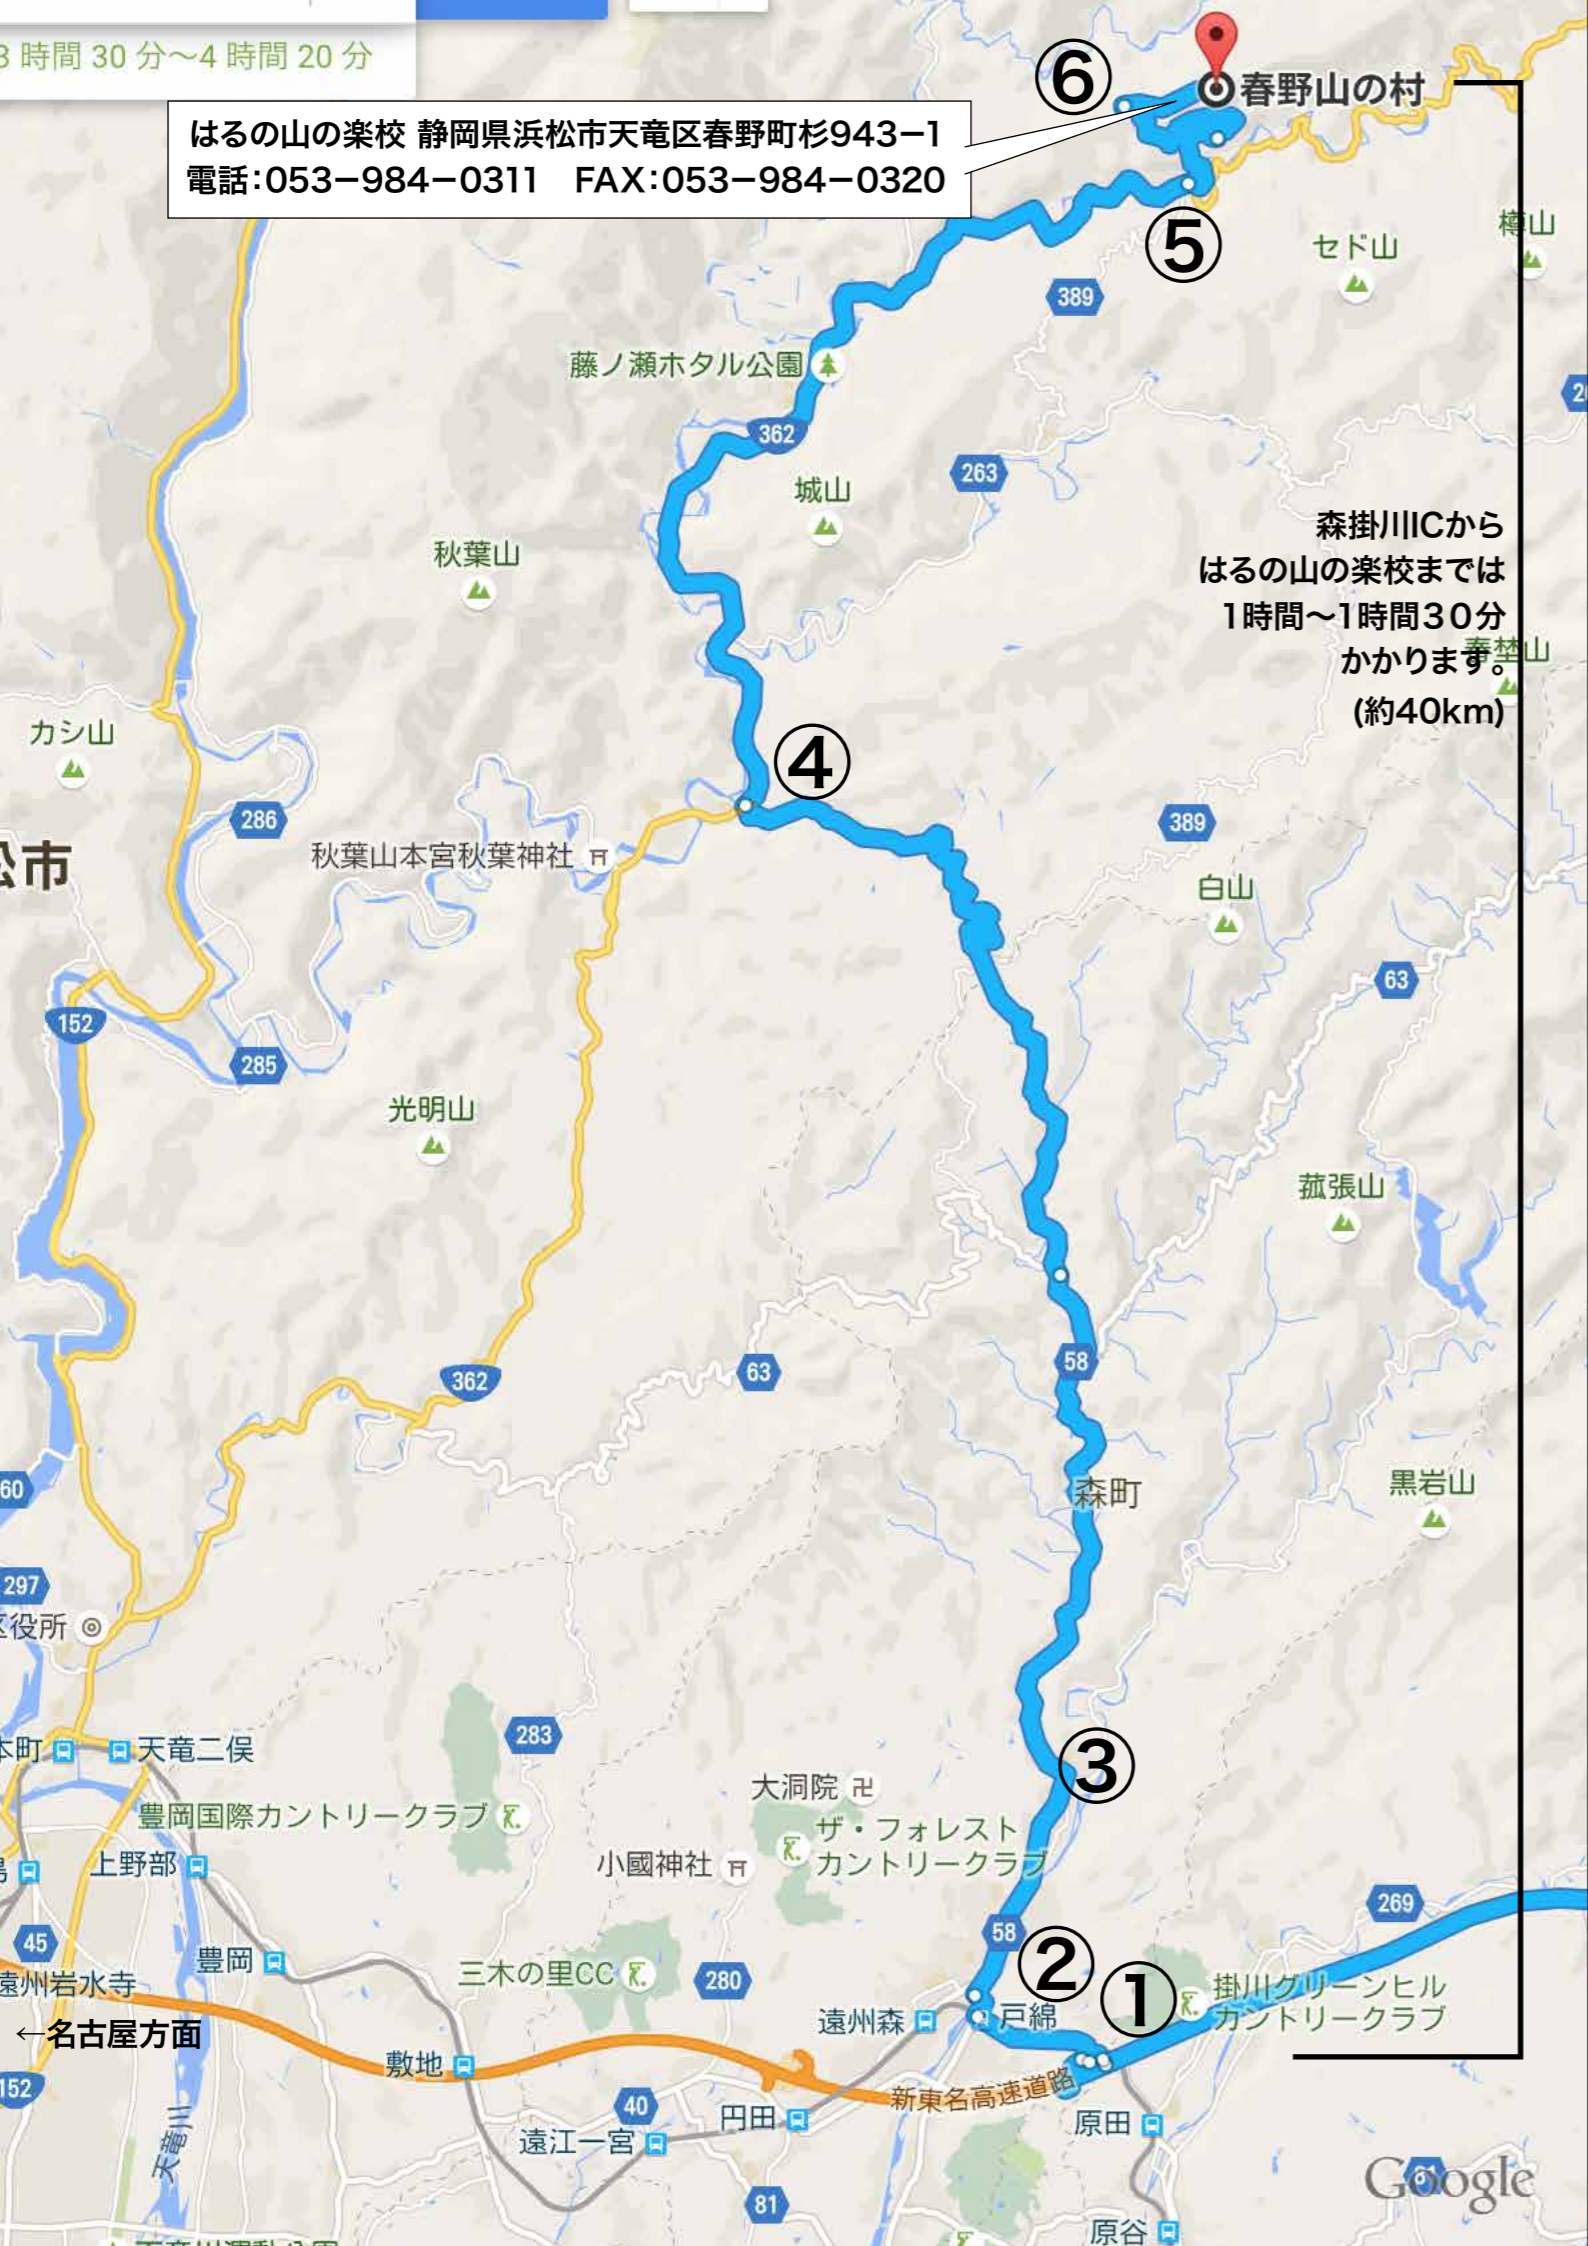 3 時間 30 分～4 時間 20 分
⑥
春野山の村
はるの山の楽校 静岡県浜松市天竜区春野町杉943−1
電話：053−984−0311　FAX：053−984−0320
⑤
樽山
セド山
389
藤ノ瀬ホタル公園
362
263
城山
秋葉山
森掛川ICから
はるの山の楽校までは
1時間～1時間３０分
かかります。
(約40km)
春埜山
カシ山
④
286
389
秋葉山本宮秋葉神社
松市
白山
63
152
285
光明山
菰張山
58
63
362
森町
黒岩山
60
297
区役所
283
本町
天竜二俣
③
大洞院
豊岡国際カントリークラブ
ザ・フォレスト
カントリークラブ
上野部
小國神社
269
45
58
②
豊岡
三木の里CC
280
①
遠州岩水寺
掛川グリーンヒル
カントリークラブ
遠州森
戸綿
←名古屋方面
敷地
152
新東名高速道路
40
円田
原田
遠江一宮
天竜川
81
81
Google
原谷